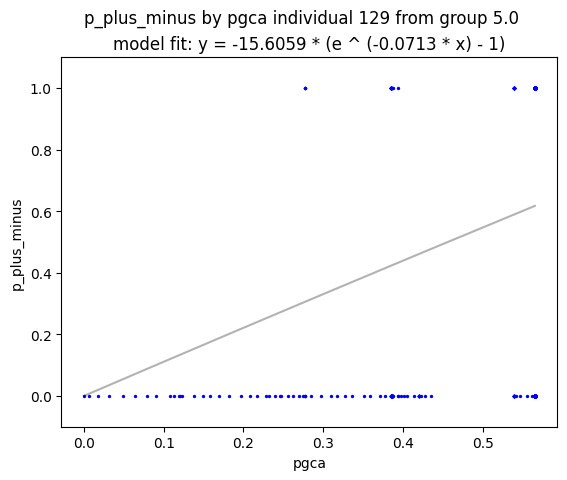 p_plus_minus by pgca individual 129 from group 5.0
model fit: y = -15.6059 * (e ^ (-0.0713 * x) - 1)
1.0
0.8
0.6
0.4
0.2
0.0
p_plus_minus
0.0 0.1 0.2 0.3 0.4 0.5
pgca